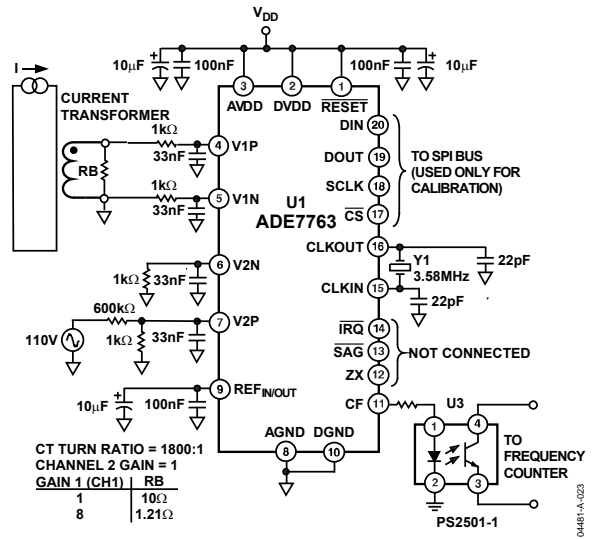 VDD
10μF
100nF
100nF
10μF
I
3
2
1
AVDD
DVDD
RESET
CURRENT
TRANSFORMER
RB
1kΩ
33nF
4
V1P
1kΩ
33nF
5
V1N
U1
ADE7763
DIN
20
DOUT
19
SCLK
18
CS
17
TO SPI BUS
(USED ONLY FOR
CALIBRATION)
CLKOUT
16
Y1
3.58MHz
22pF
CLKIN
15
22pF
1kΩ
33nF
6
V2N
600kΩ
110V
1kΩ
33nF
7
V2P
IRQ
14
SAG
13
ZX
12
NOT CONNECTED
10μF
100nF
9
REFIN/OUT
CF
11
U3
1
4
2
3
TO
FREQUENCY
COUNTER
PS2501-1
AGND
DGND
8
10
CT TURN RATIO = 1800:1
CHANNEL 2 GAIN = 1
GAIN 1 (CH1) RB
1 10Ω
8 1.21Ω
04481-A-023